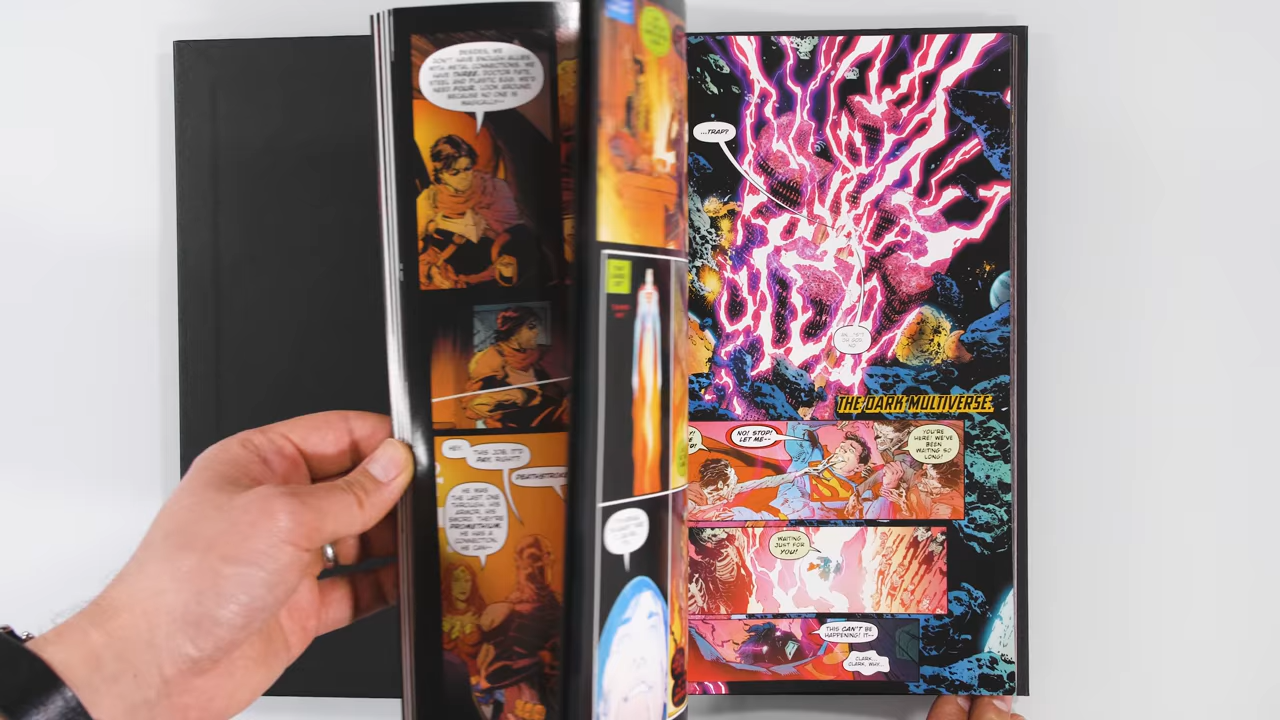 BESIDES, WE
DON'T HAVE ENOUGH ALLIES
WITH METAL CONNECTIONS. WE
HAVE THREE. DOCTOR FATE,
STEEL AND PLASTIC EGG. WE'D
NEED FOUR. LOOK AROUND,
BECAUSE NO ONE IS
MAGICALLY--
HEY.
THIS JOB, IT'D
PAY, RIGHT?
DEATHSTROKE
HE WAS
THE LAST ONE
THROUGH. HIS
ARMOR, HIS
SWORD. THEY'RE
PROMETHIUM.
HE HAS A
CONNECTION.
HE CAN--
...TRAP?
THE DARK MULTIVERSE.
NO! STOP!
LET ME--
YOU'RE
HERE! WE'VE
BEEN
WAITING SO
LONG!
WAITING
JUST FOR
YOU!
THIS CAN'T BE
HAPPENING! IT--
CLARK...
CLARK, WHY...